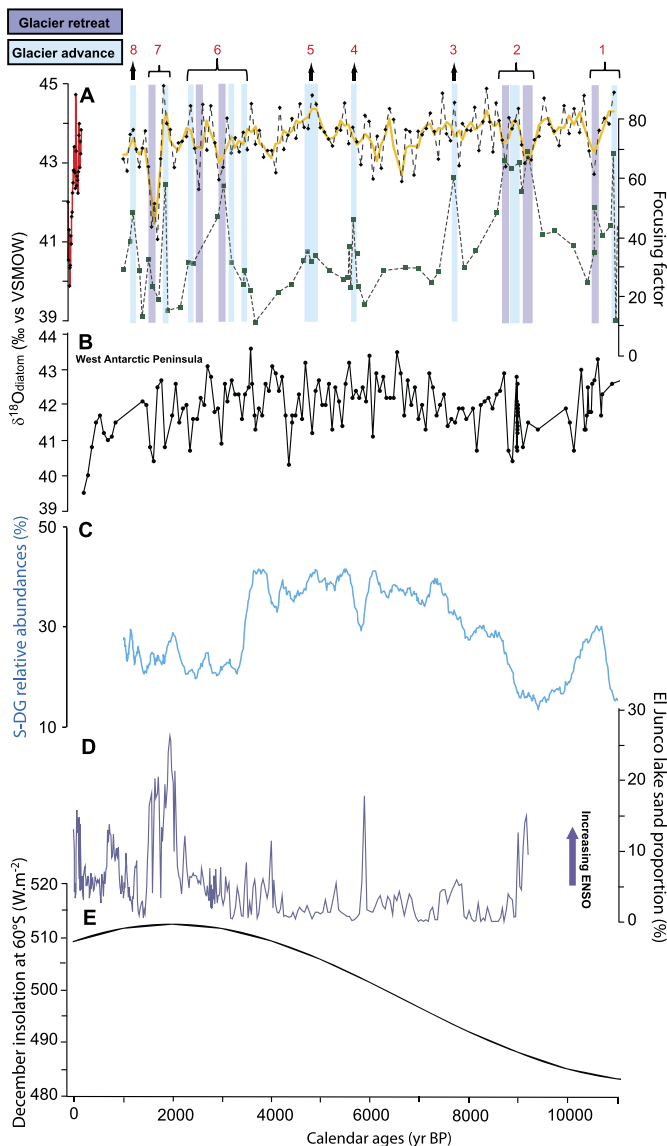 Glacier retreat
Glacier advance
8 7 6 5 4 3 2 1
45
43
41
39
A
80
60
40
20
0
Focusing factor
δ18Odiatom (‰ vs VSMOW)
B
West Antarctic Peninsula
44
43
42
41
40
39
C
50
30
10
S-DG relative abundances (%)
D
30
20
10
0
El Junco lake sand proportion (%)
Increasing ENSO
E
520
510
500
490
480
December insolation at 60°S (W.m-2)
0 2000 4000 6000 8000 10000
Calendar ages (yr BP)